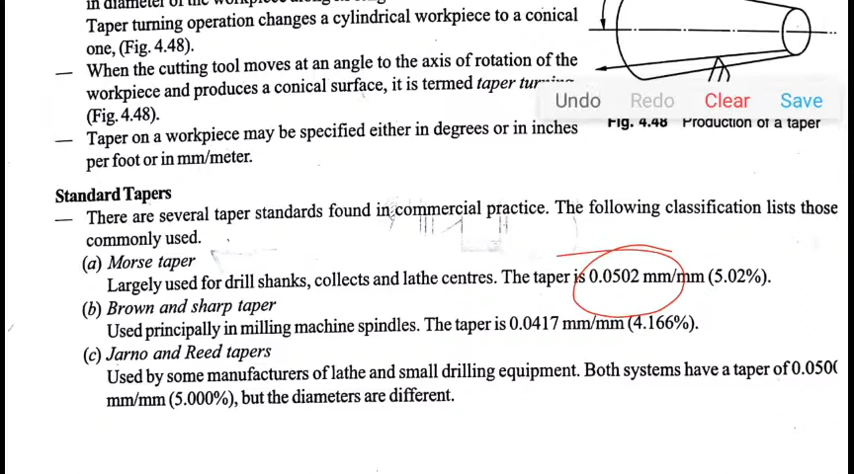 Taper turning operation changes a cylindrical workpiece to a conical
one, (Fig. 4.48).
— When the cutting tool moves at an angle to the axis of rotation of the
workpiece and produces a conical surface, it is termed taper
(Fig. 4.48).
— Taper on a workpiece may be specified either in degrees or in inches
per foot or in mm/meter.
Undo Redo Clear Save
Fig. 4.48 Production of a taper
Standard Tapers
— There are several taper standards found in commercial practice. The following classification lists those
commonly used.
(a) Morse taper
Largely used for drill shanks, collects and lathe centres. The taper is 0.0502 mm/mm (5.02%).
(b) Brown and sharp taper
Used principally in milling machine spindles. The taper is 0.0417 mm/mm (4.166%).
(c) Jarno and Reed tapers
Used by some manufacturers of lathe and small drilling equipment. Both systems have a taper of
mm/mm (5.000%), but the diameters are different.